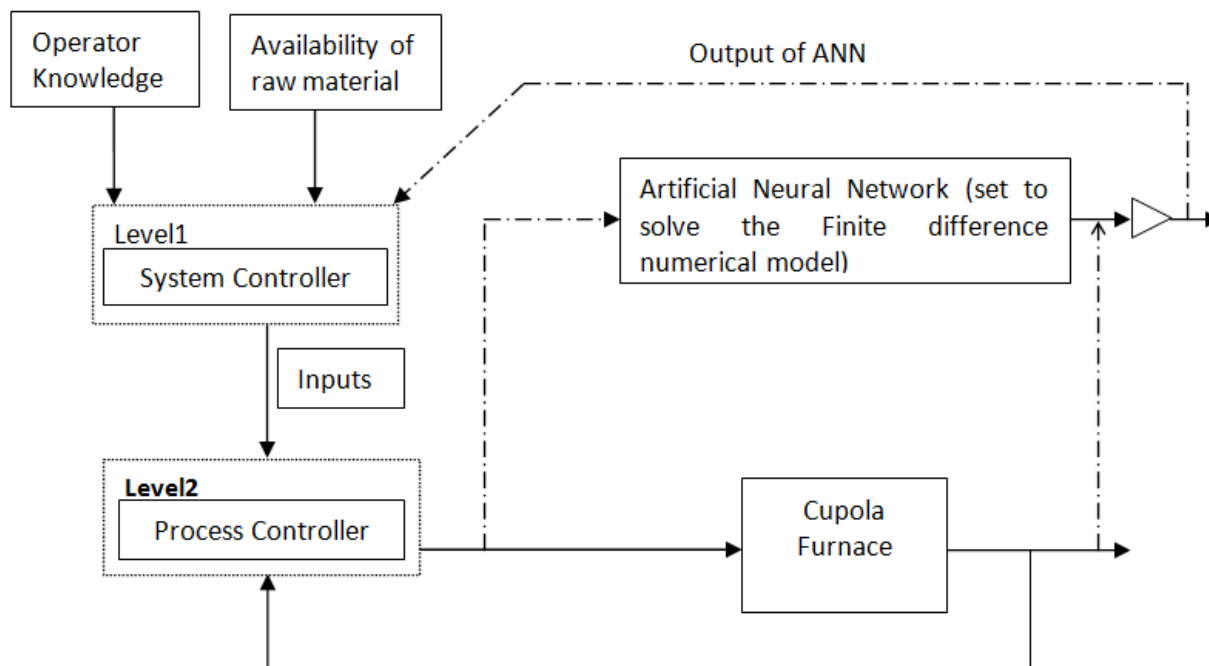 Operator
Knowledge
Availability of
raw material
Output of ANN
Artificial Neural Network (set to
solve the Finite difference
numerical model)
Level1
System Controller
Inputs
Level2
Process Controller
Cupola
Furnace